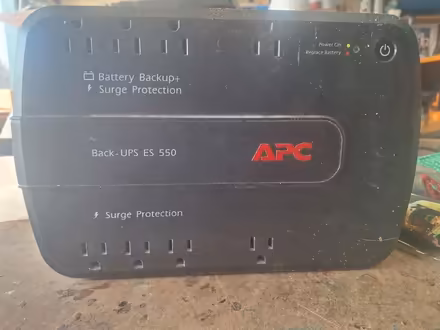 Power On
Replace Battery
Battery Backup+
Surge Protection
Back-UPS ES 550
APC
Surge Protection